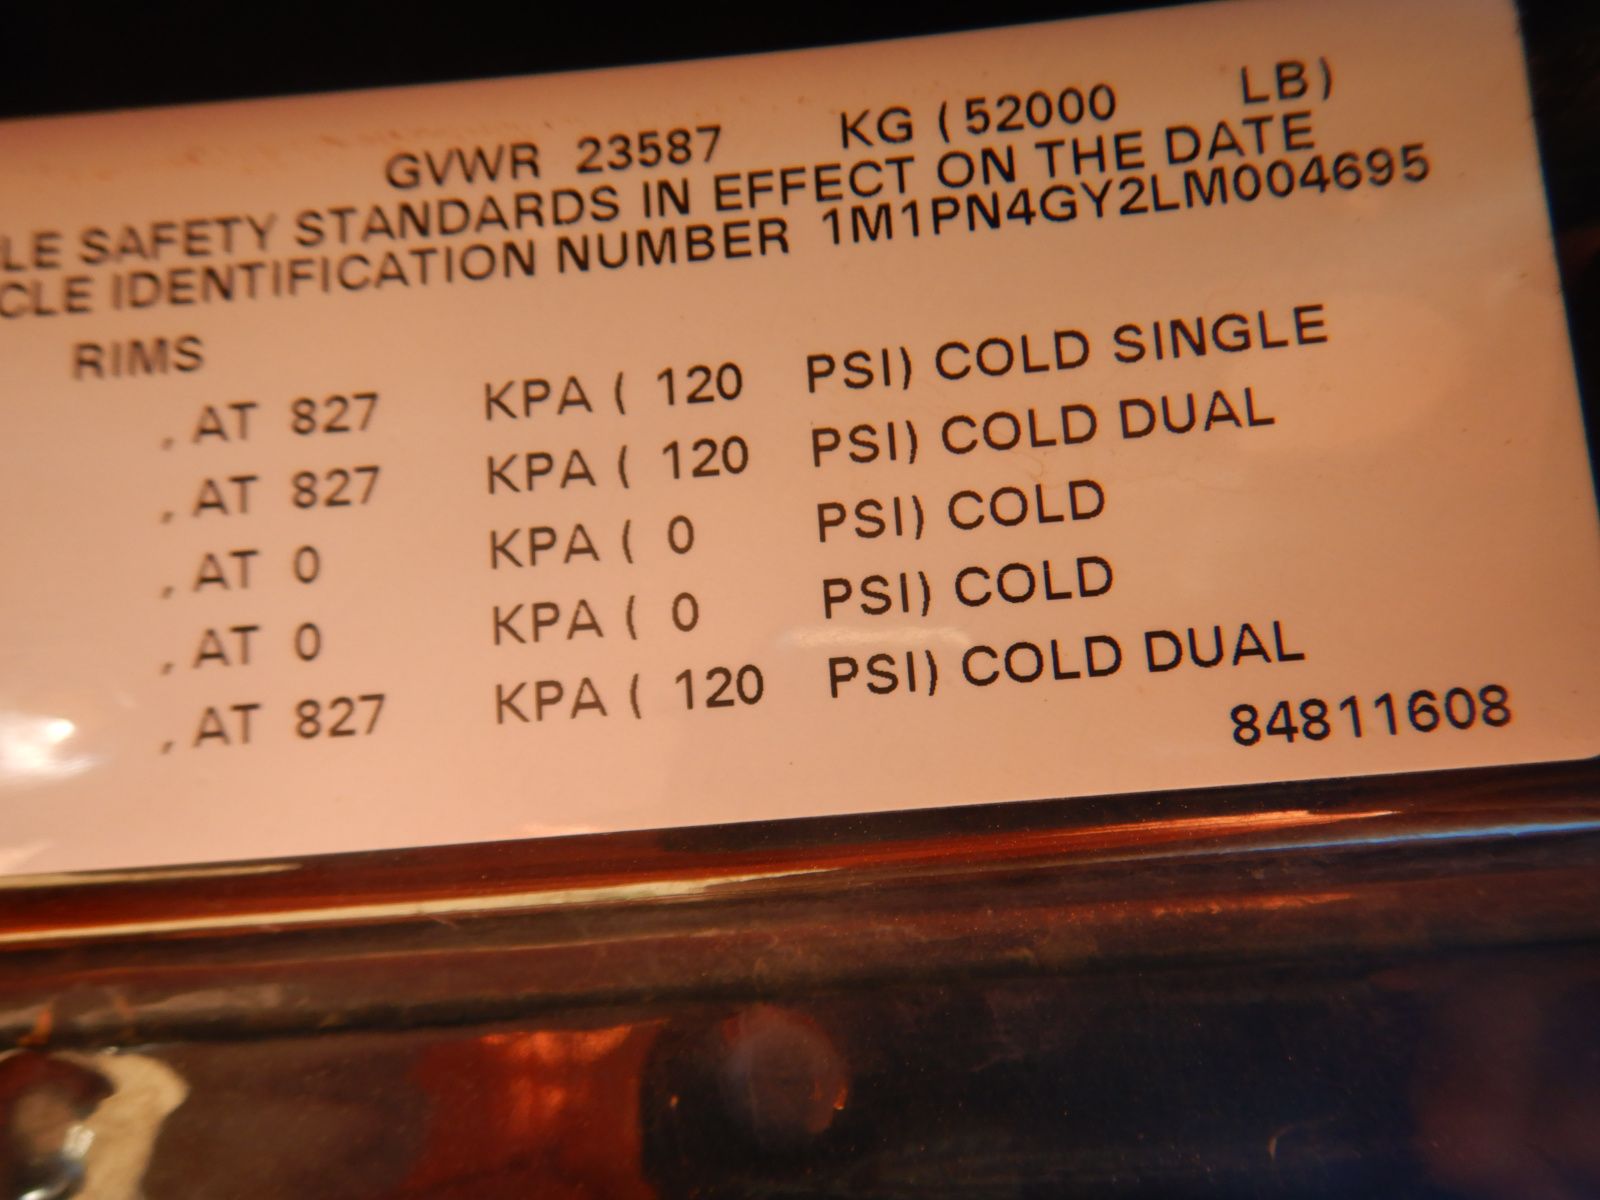 GVWR 23587 KG (52000 LB)
LE SAFETY STANDARDS IN EFFECT ON THE DATE
CLE IDENTIFICATION NUMBER 1M1PN4GY2LM004695
RIMS
, AT 827 KPA ( 120 PSI) COLD SINGLE
, AT 827 KPA ( 120 PSI) COLD DUAL
, AT 0 KPA ( 0 PSI) COLD
, AT 0 KPA ( 0 PSI) COLD
, AT 827 KPA ( 120 PSI) COLD DUAL
84811608